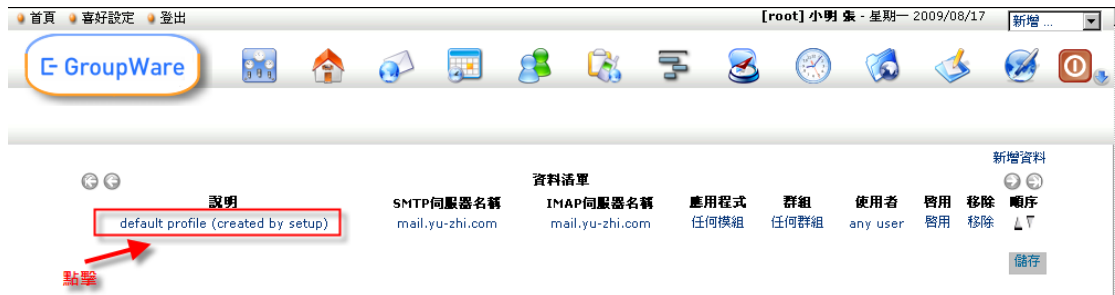 首頁 喜好設定 登出 [root] 小明 張 - 星期一 2009/08/17 新增 ...
E- GroupWare
新增資料
資料清單
說明 SMTP伺服器名稱 IMAP伺服器名稱 應用程式 群組 使用者 啓用 移除 順序
default profile (created by setup) mail.yu-zhi.com mail.yu-zhi.com 任何模組 任何群組 any user 啓用 移除
儲存
點擊